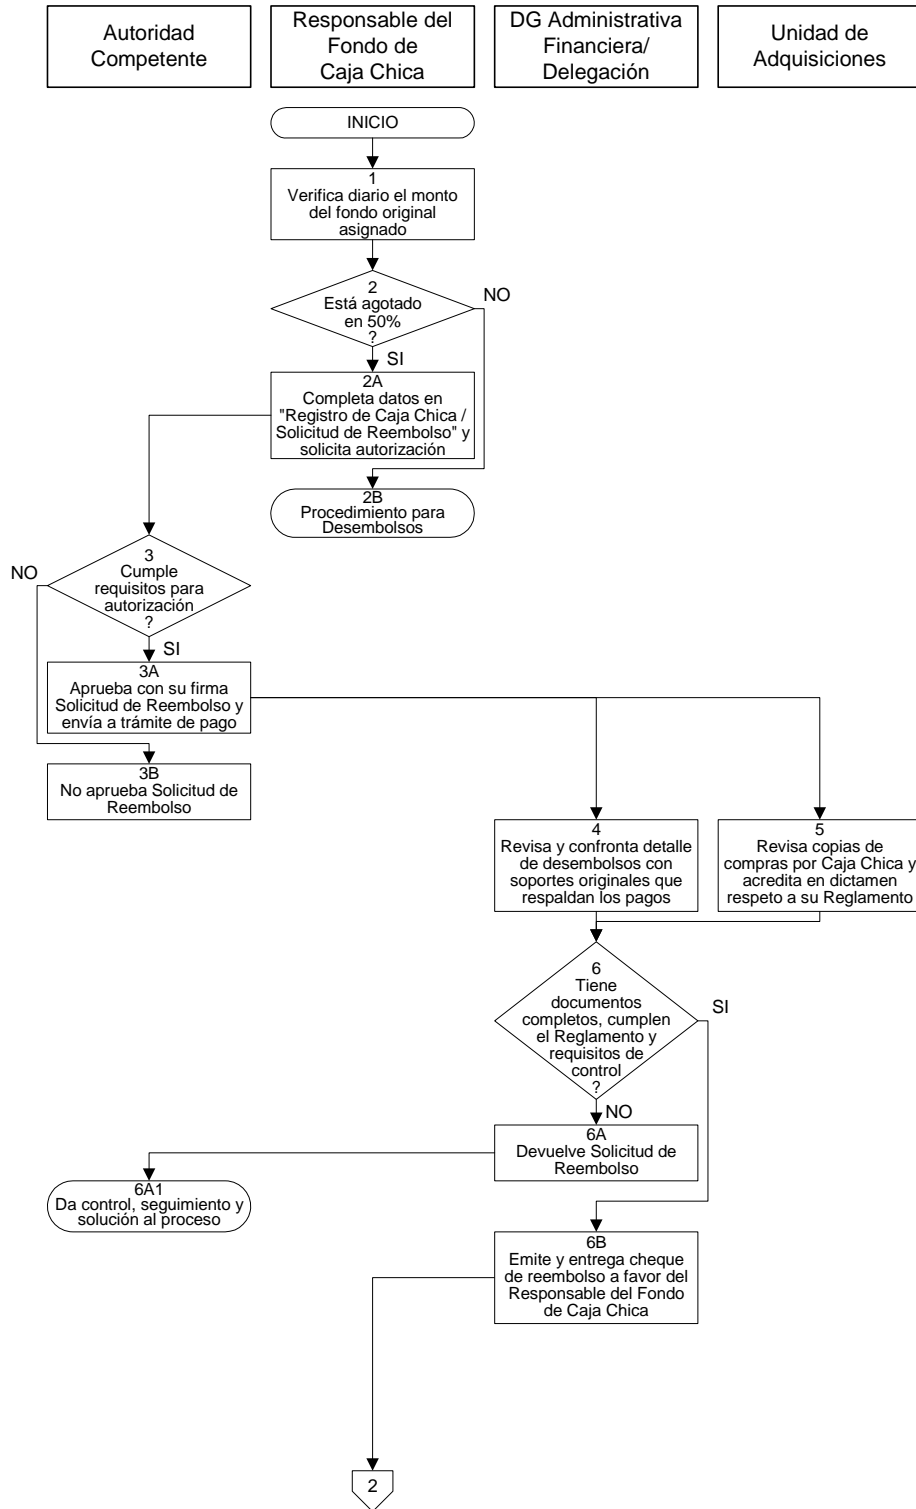 Autoridad
Competente
Responsable del
Fondo de
Caja Chica
DG Administrativa
Financiera/
Delegación
Unidad de
Adquisiciones
INICIO
1
Verifica diario el monto
del fondo original
asignado
2
Está agotado
en 50%
?
NO
SI
2A
Completa datos en
"Registro de Caja Chica /
Solicitud de Reembolso" y
solicita autorización
2B
Procedimiento para
Desembolsos
3
Cumple
requisitos para
autorización
?
NO
SI
3A
Aprueba con su firma
Solicitud de Reembolso y
envía a trámite de pago
3B
No aprueba Solicitud de
Reembolso
4
Revisa y confronta detalle
de desembolsos con
soportes originales que
respaldan los pagos
5
Revisa copias de
compras por Caja Chica y
acredita en dictamen
respeto a su Reglamento
6
Tiene
documentos
completos, cumplen
el Reglamento y
requisitos de
control
?
SI
NO
6A
Devuelve Solicitud de
Reembolso
6A1
Da control, seguimiento y
solución al proceso
6B
Emite y entrega cheque
de reembolso a favor del
Responsable del Fondo
de Caja Chica
2